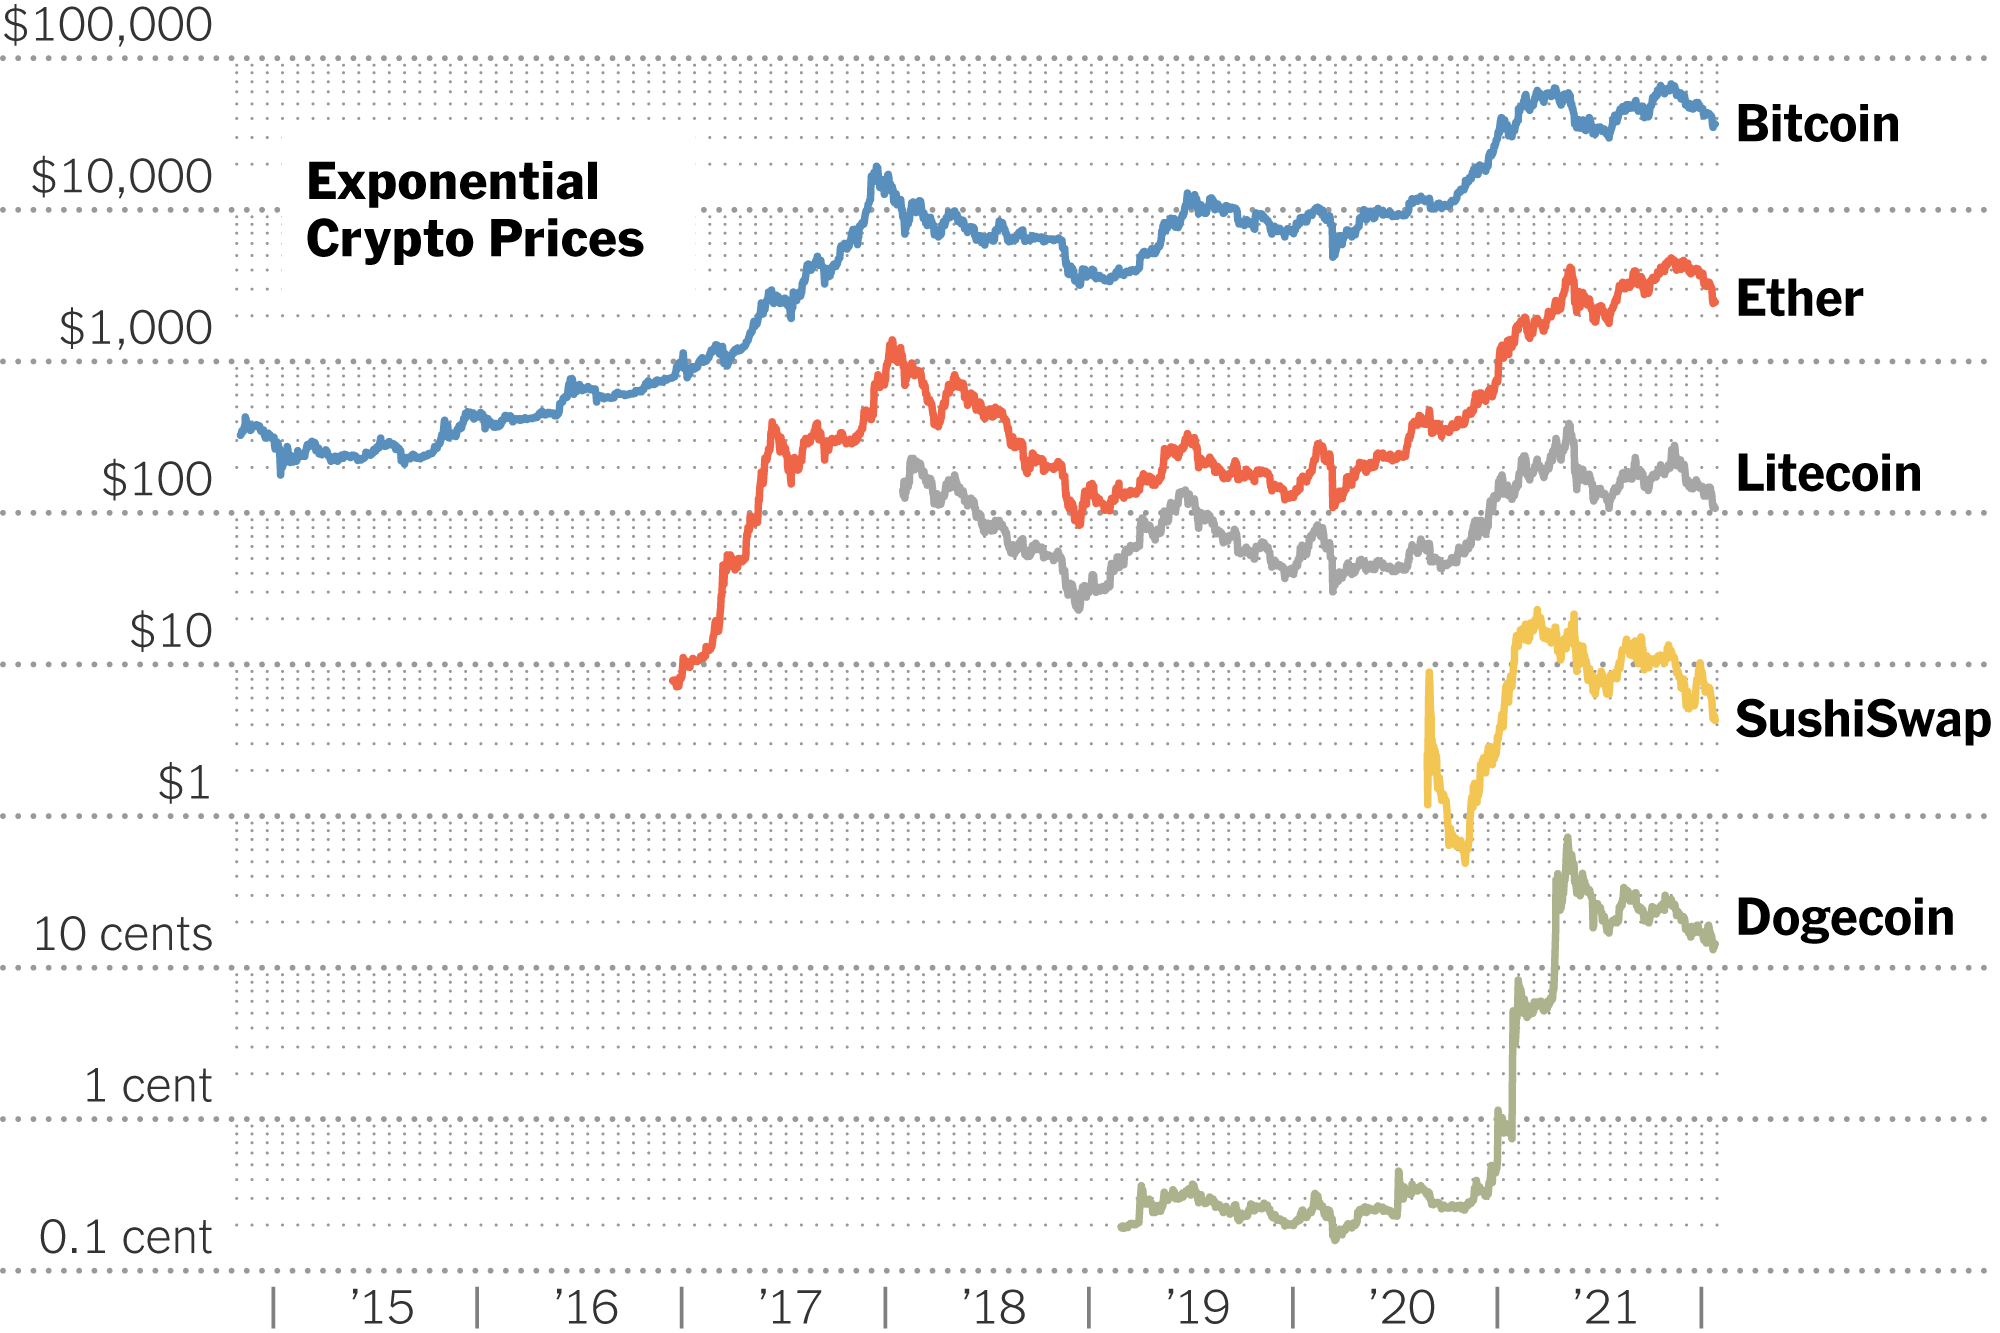 $100,000
Bitcoin
Exponential
Crypto Prices
$10,000
Ether
$1,000
Litecoin
$100
$10
SushiSwap
$1
Dogecoin
10 cents
1 cent
0.1 cent
’15 ’16 ’17 ’18 ’19 ’20 ’21